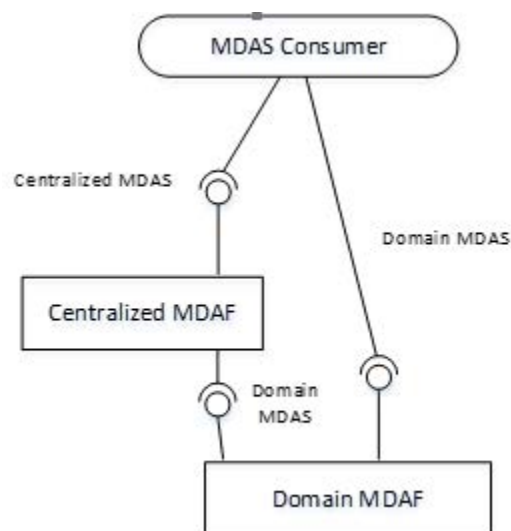 MDAS Consumer
Centralized MDAS
Domain MDAS
Centralized MDAF
Domain
MDAS
Domain MDAF